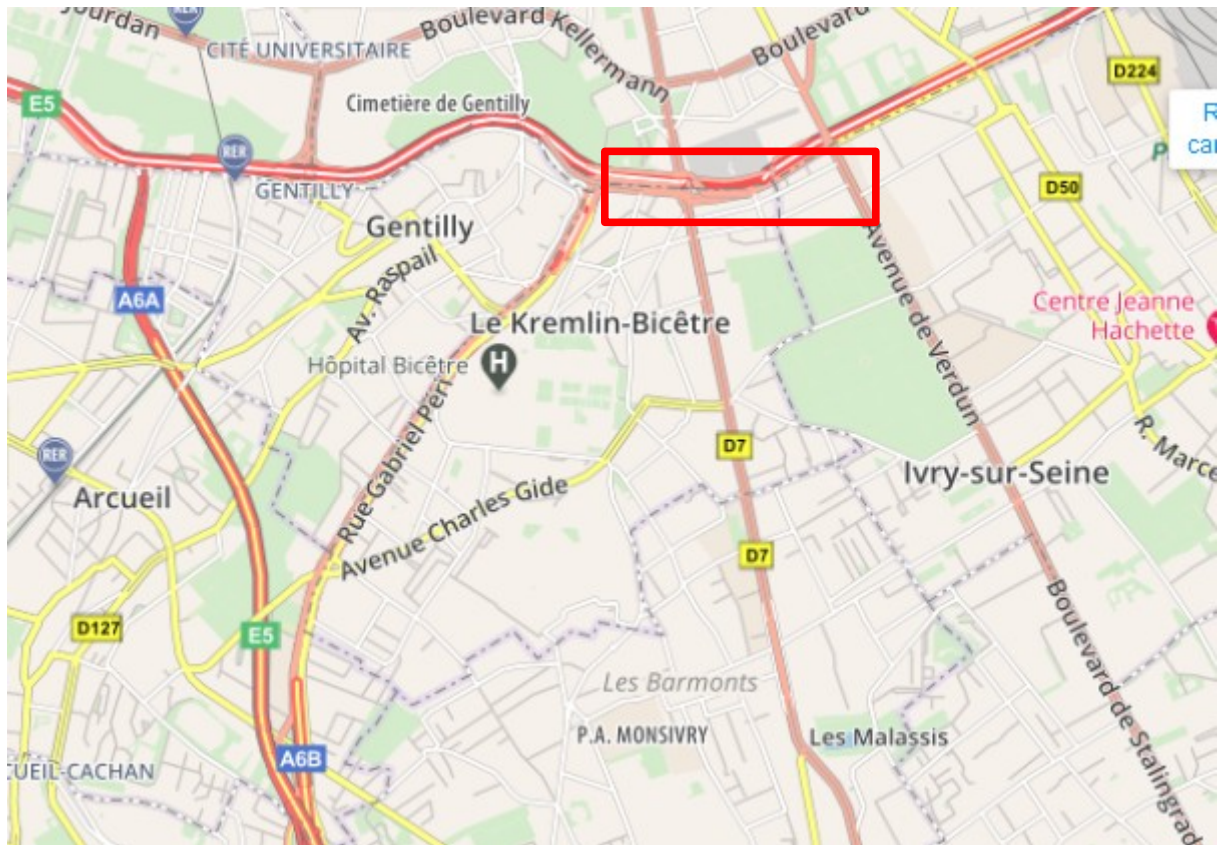 Jourdan
RER
CITÉ UNIVERSITAIRE
Boulevard Kellermann
Boulevard
D224
E5
Cimetière de Gentilly
RER
GENTILLY
D50
Gentilly
Av. Raspail
A6A
Avenue de Verdun
Centre Jeanne
Hachette
Le Kremlin-Bicêtre
Hôpital Bicêtre
H
Rue Gabriel Péri
D7
R. Marce
RER
Arcueil
Ivry-sur-Seine
Avenue Charles Gide
D7
D127
E5
Boulevard de Stalingrad
Les Barmonts
P.A. MONSIVRY
Les Malassis
A6B
CUEIL-CACHAN